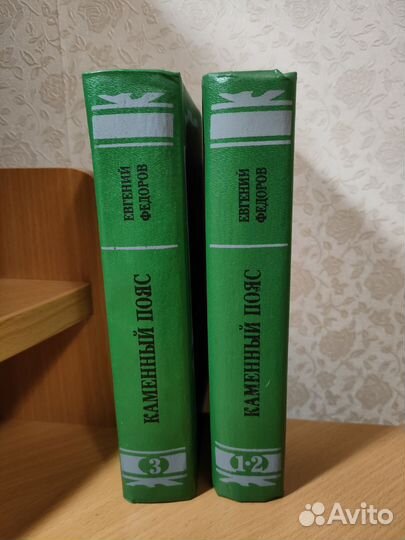 ЕВГЕНИЙ
ФЕДОРОВ
КАМЕННЫЙ ПОЯС
3
ЕВГЕНИЙ
ФЕДОРОВ
КАМЕННЫЙ ПОЯС
1·2
Avito